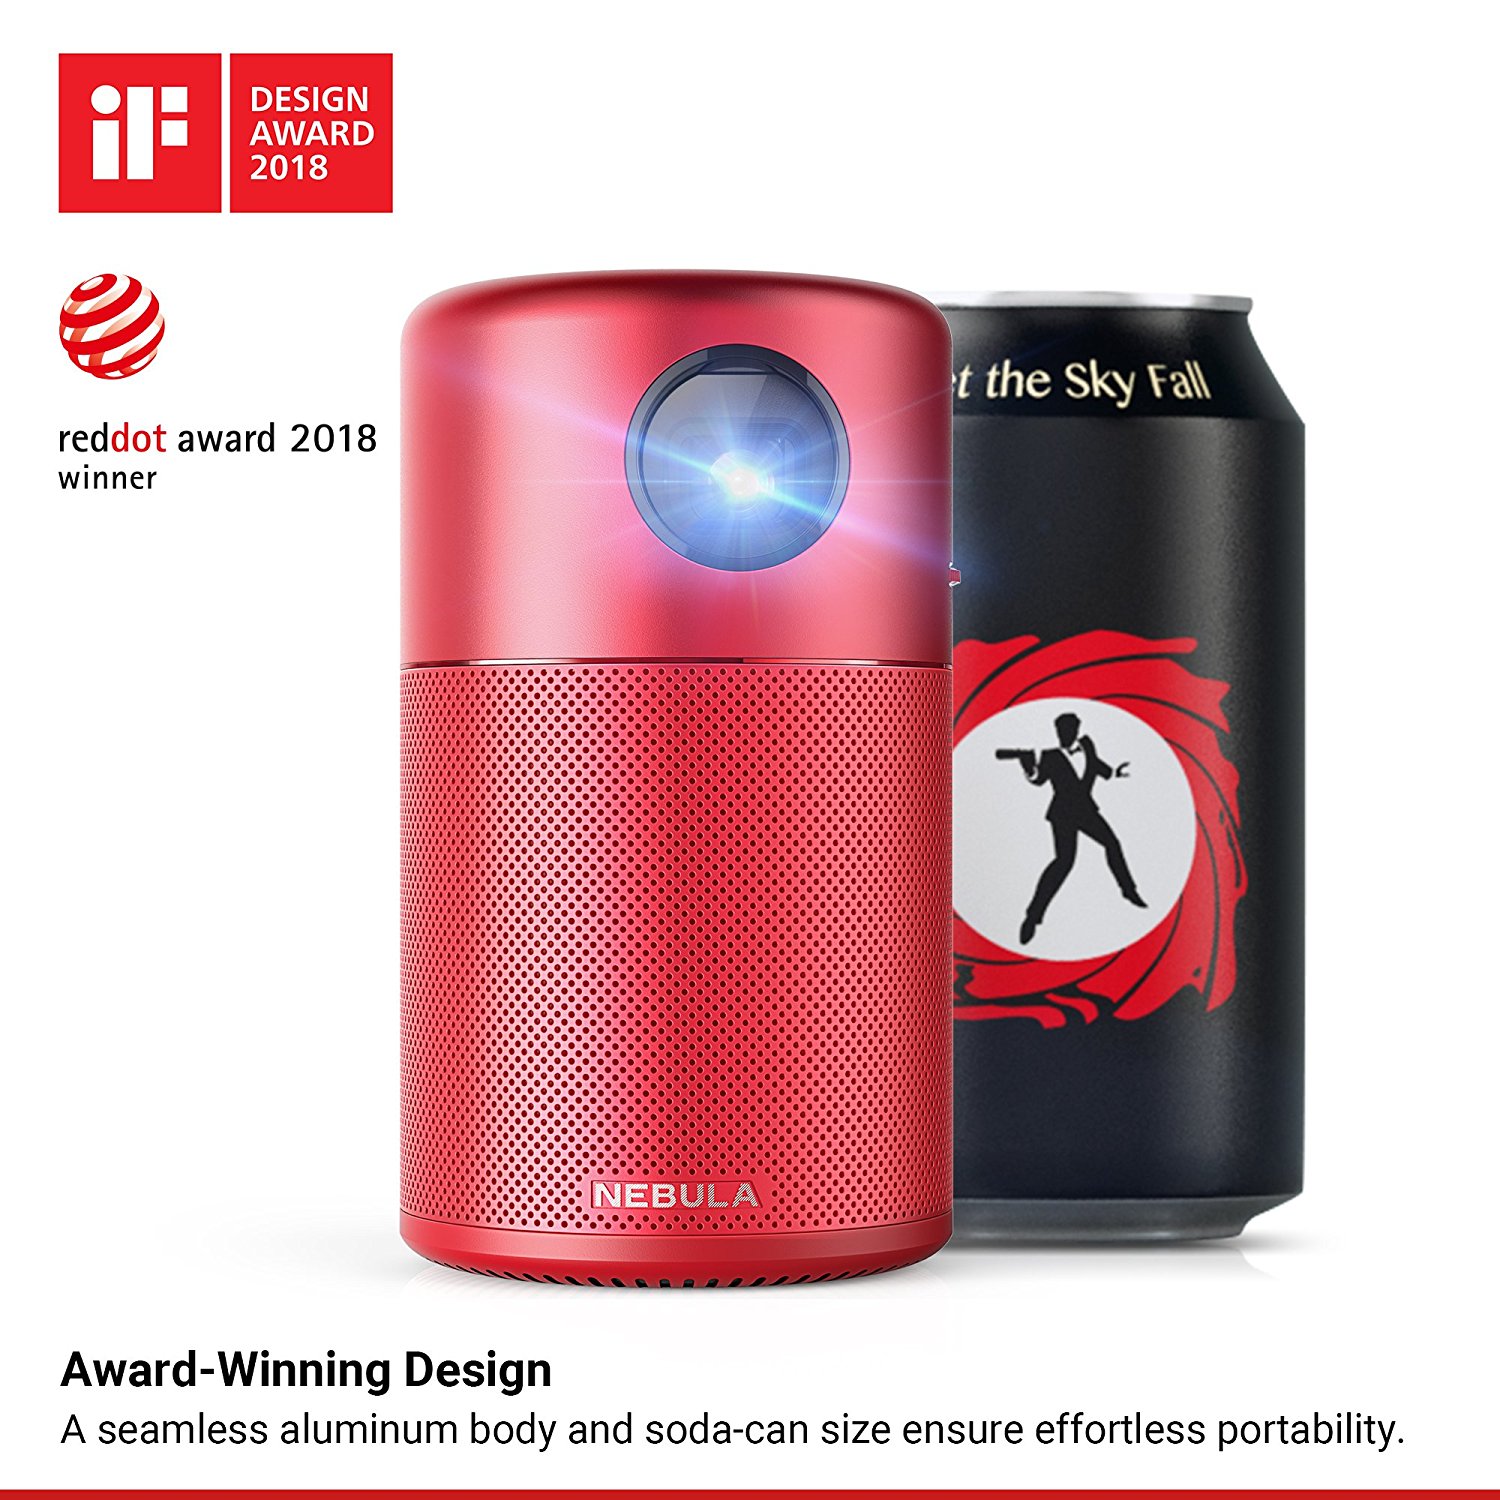 iF
DESIGN
AWARD
2018
reddot award 2018
winner
the Sky Fall
NEBULA
Award-Winning Design
A seamless aluminum body and soda-can size ensure effortless portability.